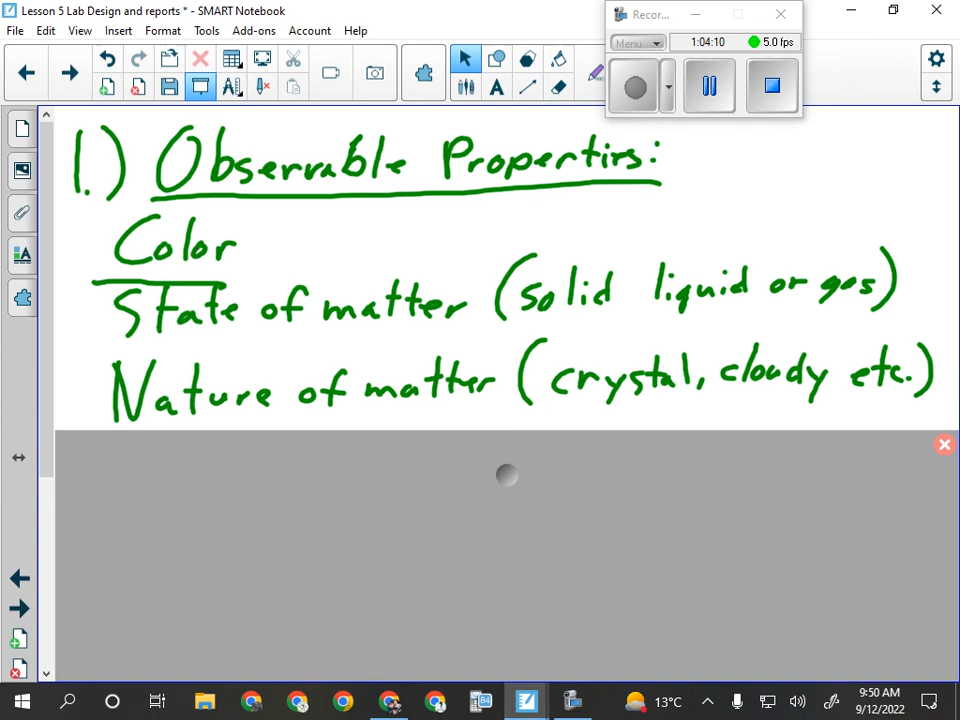 Lesson 5 Lab Design and reports * - SMART Notebook
Recor...
File Edit View Insert Format Tools Add-ons Account Help
Menu 1:04:10 5.0 fps
1.) Observable Properties:
Color
State of matter (solid liquid or gas)
Nature of matter (crystal, cloudy etc.)
13°C
9:50 AM
9/12/2022